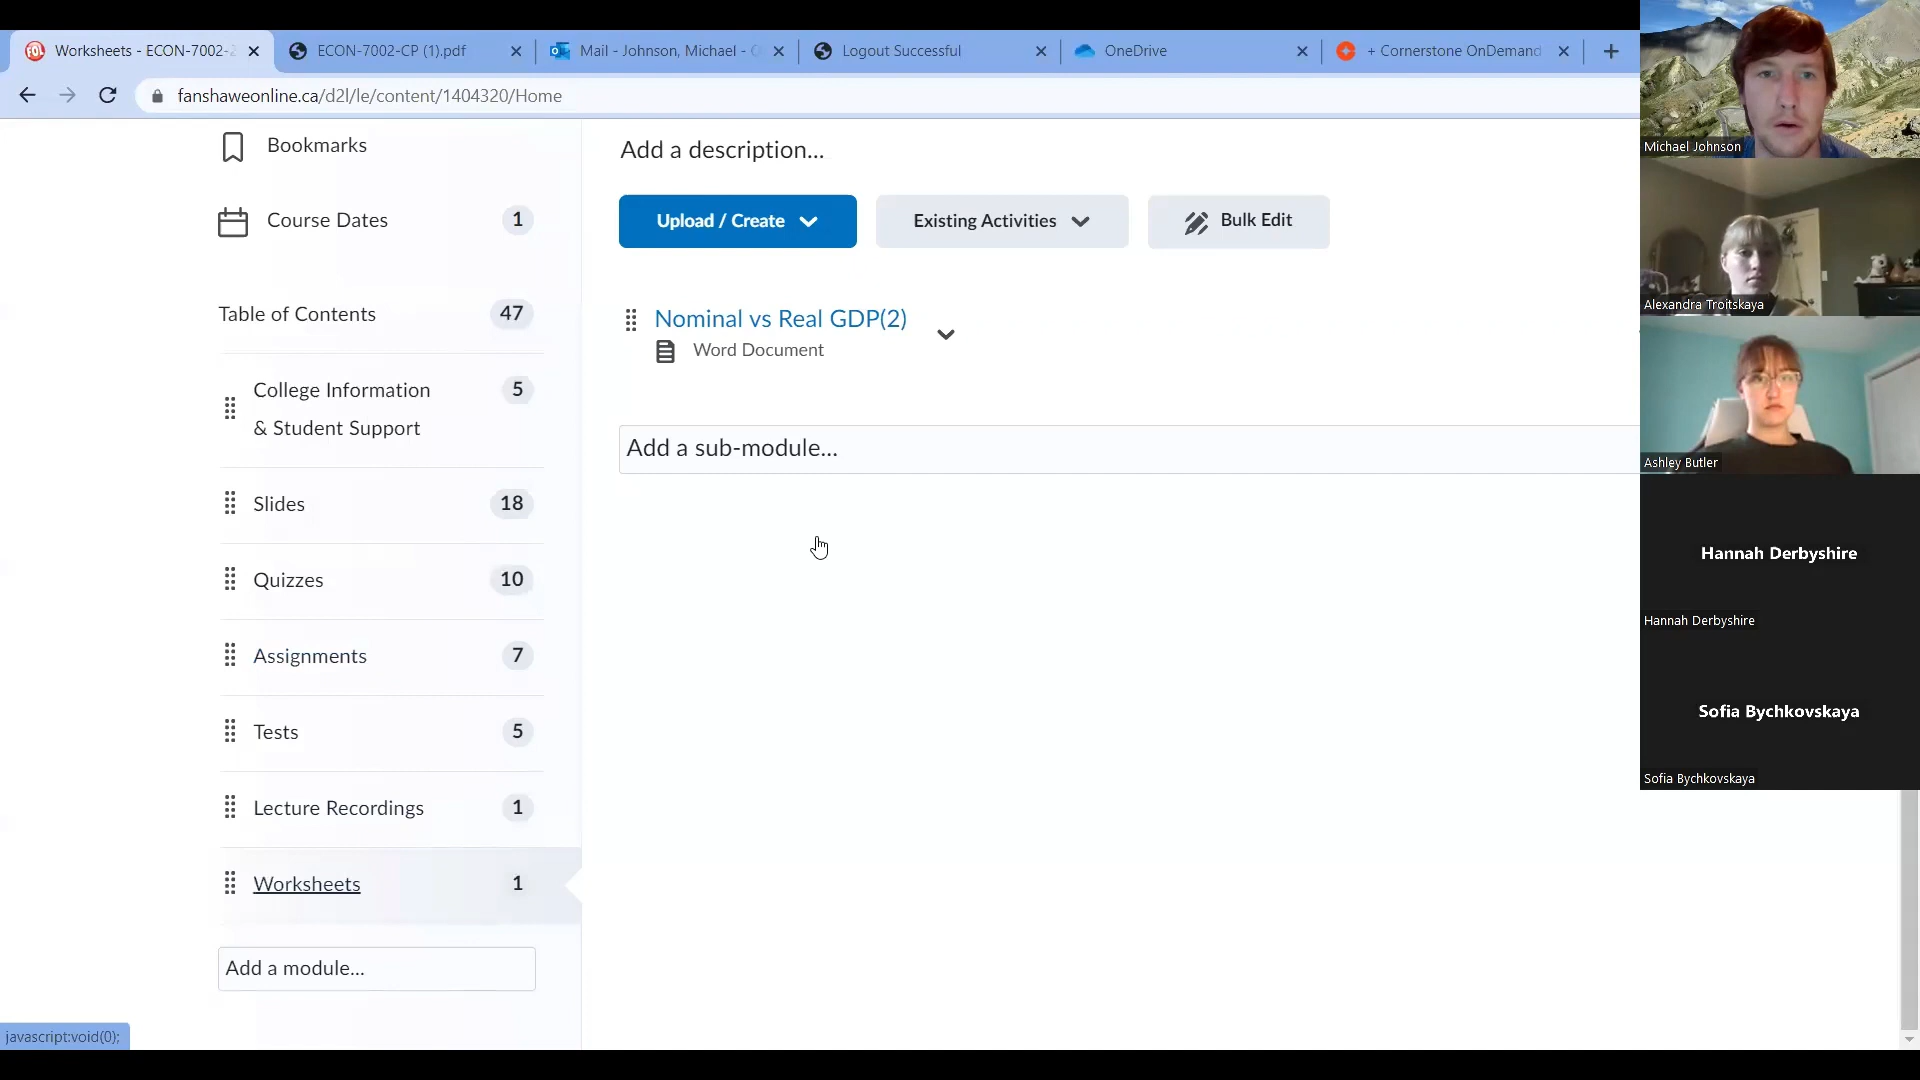 Worksheets - ECON-7002-
ECON-7002-CP (1).pdf
Mail - Johnson, Michael -
Logout Successful
OneDrive
+ Cornerstone OnDemand
fanshaweonline.ca/d2l/le/content/1404320/Home
Bookmarks
Course Dates 1
Table of Contents 47
College Information 5
& Student Support
Slides 18
Quizzes 10
Assignments 7
Tests 5
Lecture Recordings 1
Worksheets 1
Add a module...
javascript:void(0);
Add a description...
Upload / Create
Existing Activities
Bulk Edit
Nominal vs Real GDP(2)
Word Document
Add a sub-module...
Michael Johnson
Alexandra Troitskaya
Ashley Butler
Hannah Derbyshire
Hannah Derbyshire
Sofia Bychkovskaya
Sofia Bychkovskaya
FOL